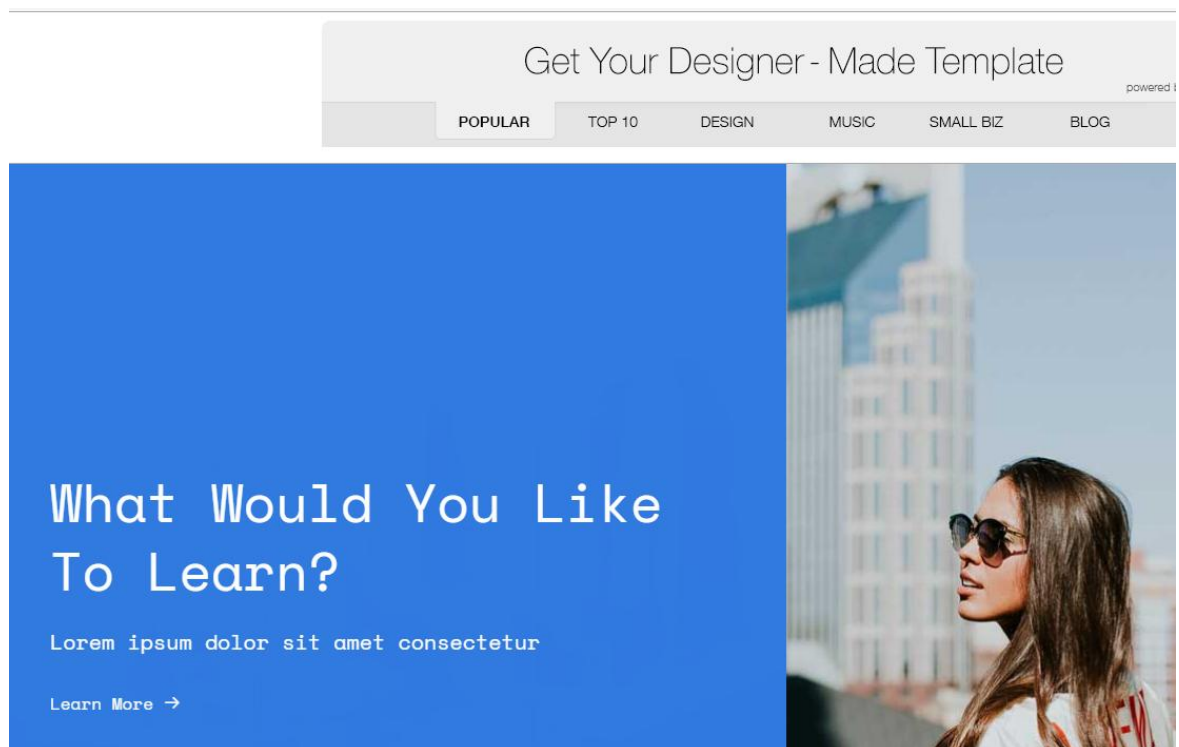 Get Your Designer - Made Template
powered
POPULAR TOP 10 DESIGN MUSIC SMALL BIZ BLOG
What Would You Like
To Learn?
Lorem ipsum dolor sit amet consectetur
Learn More →